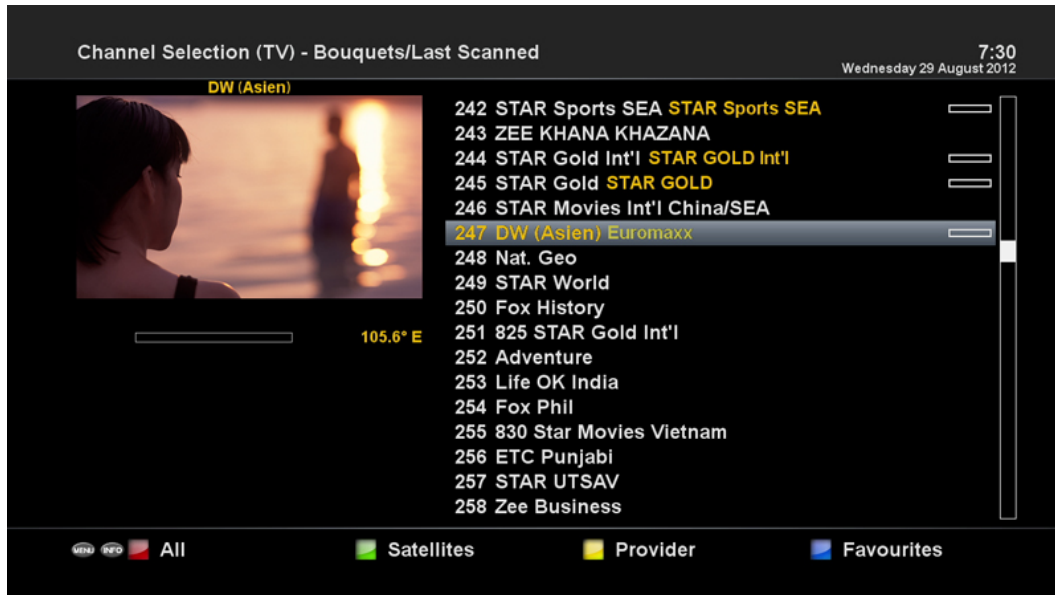 Channel Selection (TV) - Bouquets/Last Scanned
7:30
Wednesday 29 August 2012
DW (Asien)
105.6° E
242 STAR Sports SEA STAR Sports SEA
243 ZEE KHANA KHAZANA
244 STAR Gold Int'l STAR GOLD Int'l
245 STAR Gold STAR GOLD
246 STAR Movies Int'l China/SEA
247 DW (Asien) Euromaxx
248 Nat. Geo
249 STAR World
250 Fox History
251 825 STAR Gold Int'l
252 Adventure
253 Life OK India
254 Fox Phil
255 830 Star Movies Vietnam
256 ETC Punjabi
257 STAR UTSAV
258 Zee Business
MENU INFO All Satellites Provider Favourites